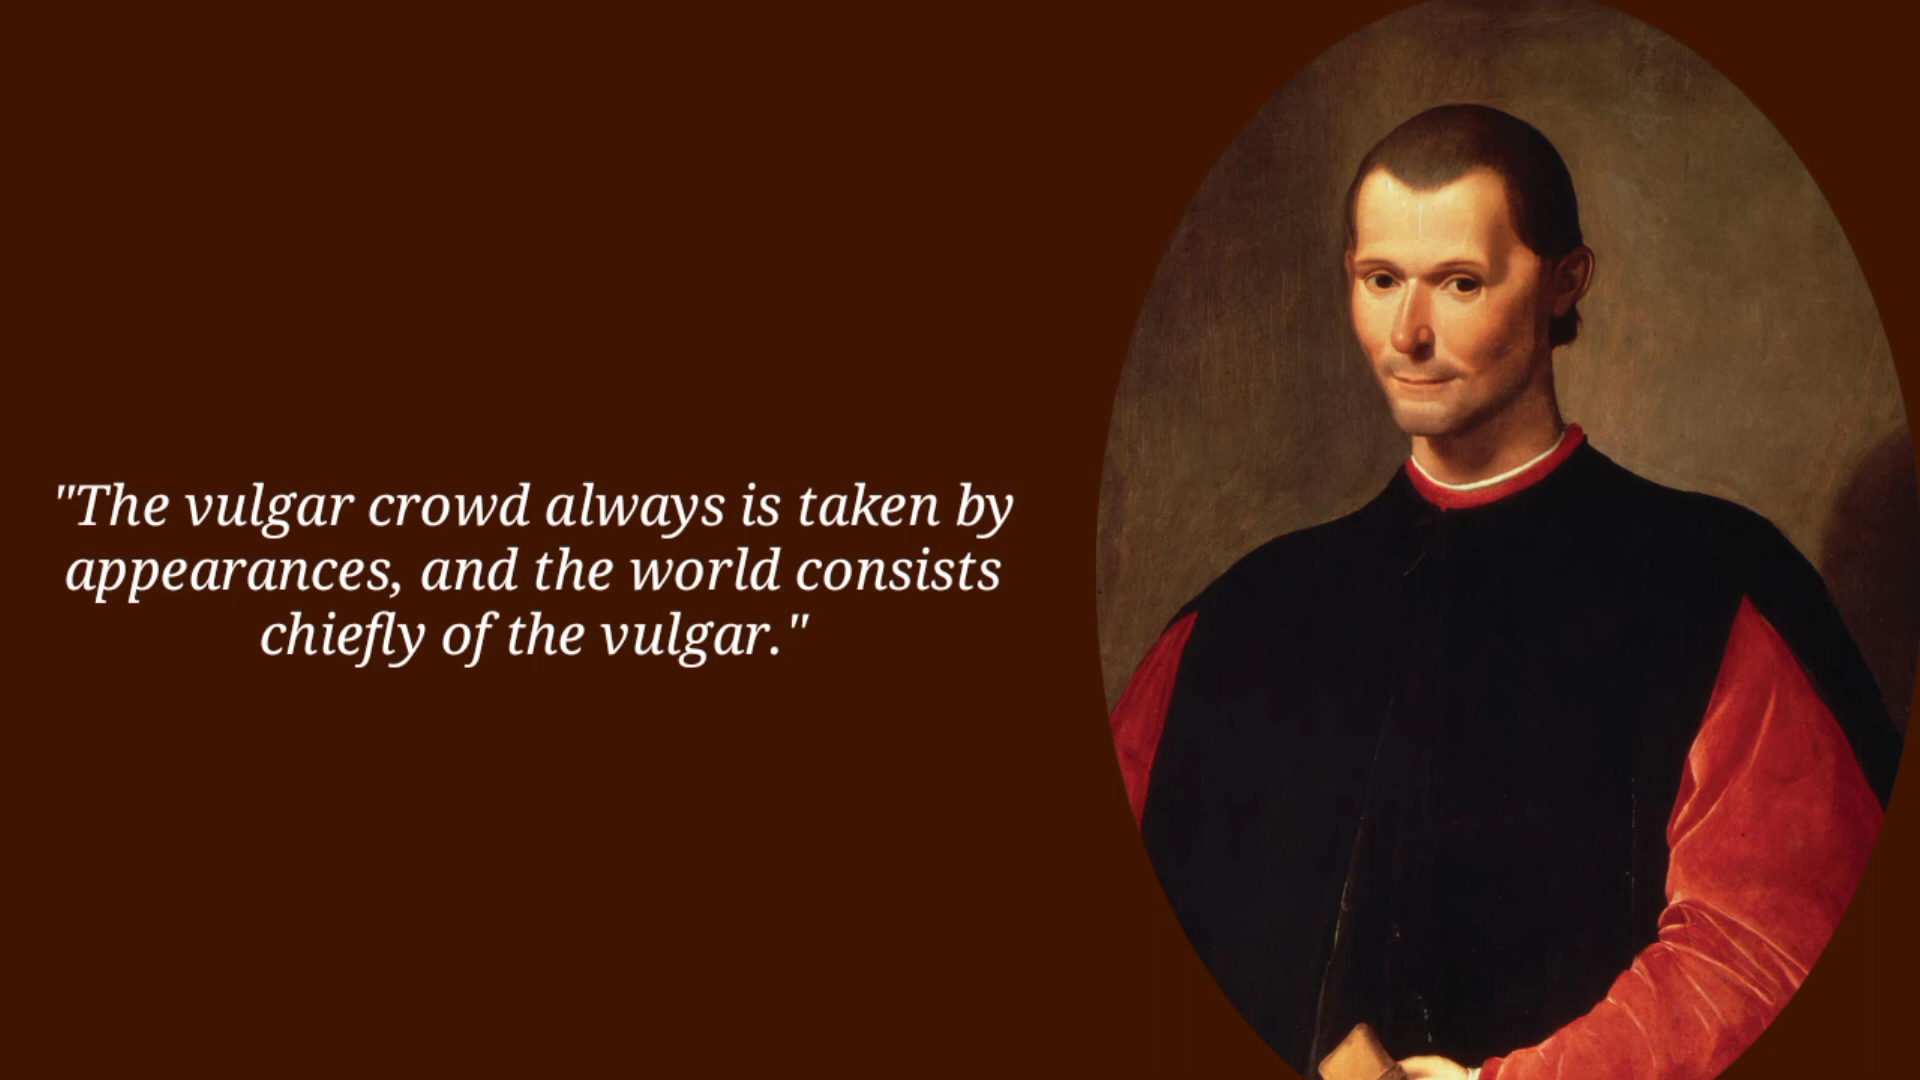 "The vulgar crowd always is taken by
appearances, and the world consists
chiefly of the vulgar."